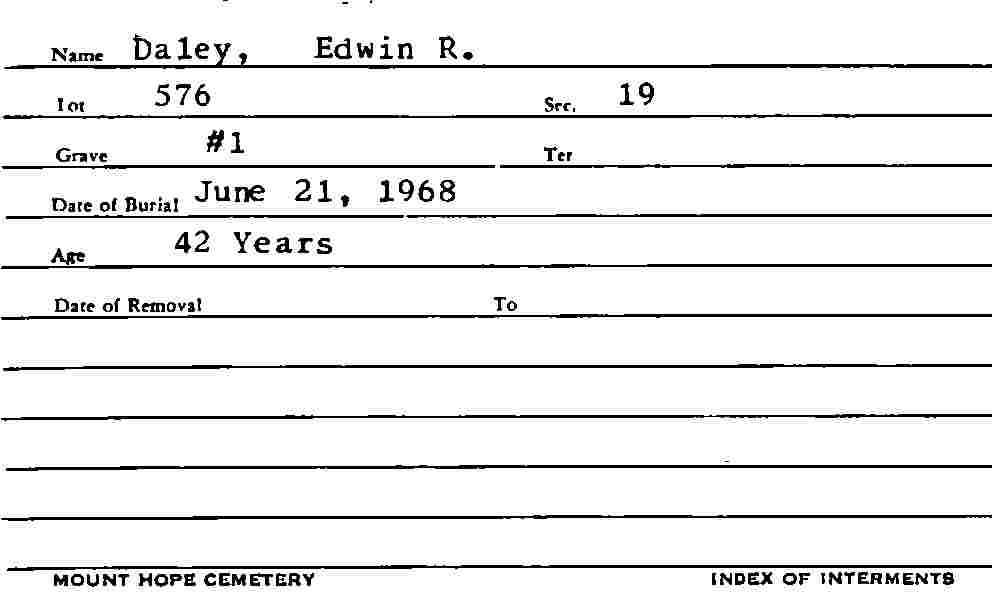 Name Daley, Edwin R.
Lot 576 Sec. 19
Grave #1 Ter
Date of Burial June 21, 1968
Age 42 Years
Date of Removal To
MOUNT HOPE CEMETERY INDEX OF INTERMENTS